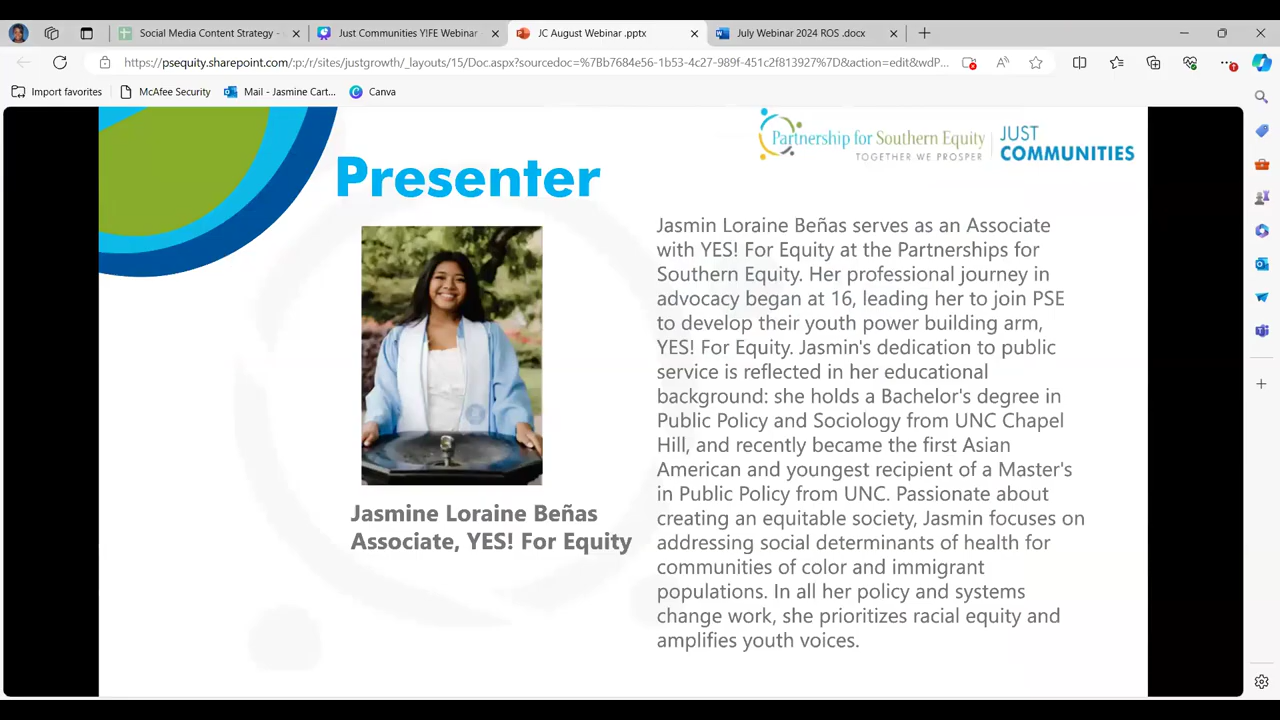 Social Media Content Strategy -
Just Communities YIFE Webinar
JC August Webinar .pptx
July Webinar 2024 ROS .docx
https://psequity.sharepoint.com/:p:/r/sites/justgrowth/_layouts/15/Doc.aspx?sourcedoc=%7Bb7684e56-1b53-4c27-989f-451c2f813927%7D&action=edit&wdP...
Import favorites
McAfee Security
Mail - Jasmine Cart...
Canva
Partnership for Southern Equity
TOGETHER WE PROSPER
JUST
COMMUNITIES
Presenter
Jasmine Loraine Beñas
Associate, YES! For Equity
Jasmin Loraine Beñas serves as an Associate
with YES! For Equity at the Partnerships for
Southern Equity. Her professional journey in
advocacy began at 16, leading her to join PSE
to develop their youth power building arm,
YES! For Equity. Jasmin's dedication to public
service is reflected in her educational
background: she holds a Bachelor's degree in
Public Policy and Sociology from UNC Chapel
Hill, and recently became the first Asian
American and youngest recipient of a Master's
in Public Policy from UNC. Passionate about
creating an equitable society, Jasmin focuses on
addressing social determinants of health for
communities of color and immigrant
populations. In all her policy and systems
change work, she prioritizes racial equity and
amplifies youth voices.